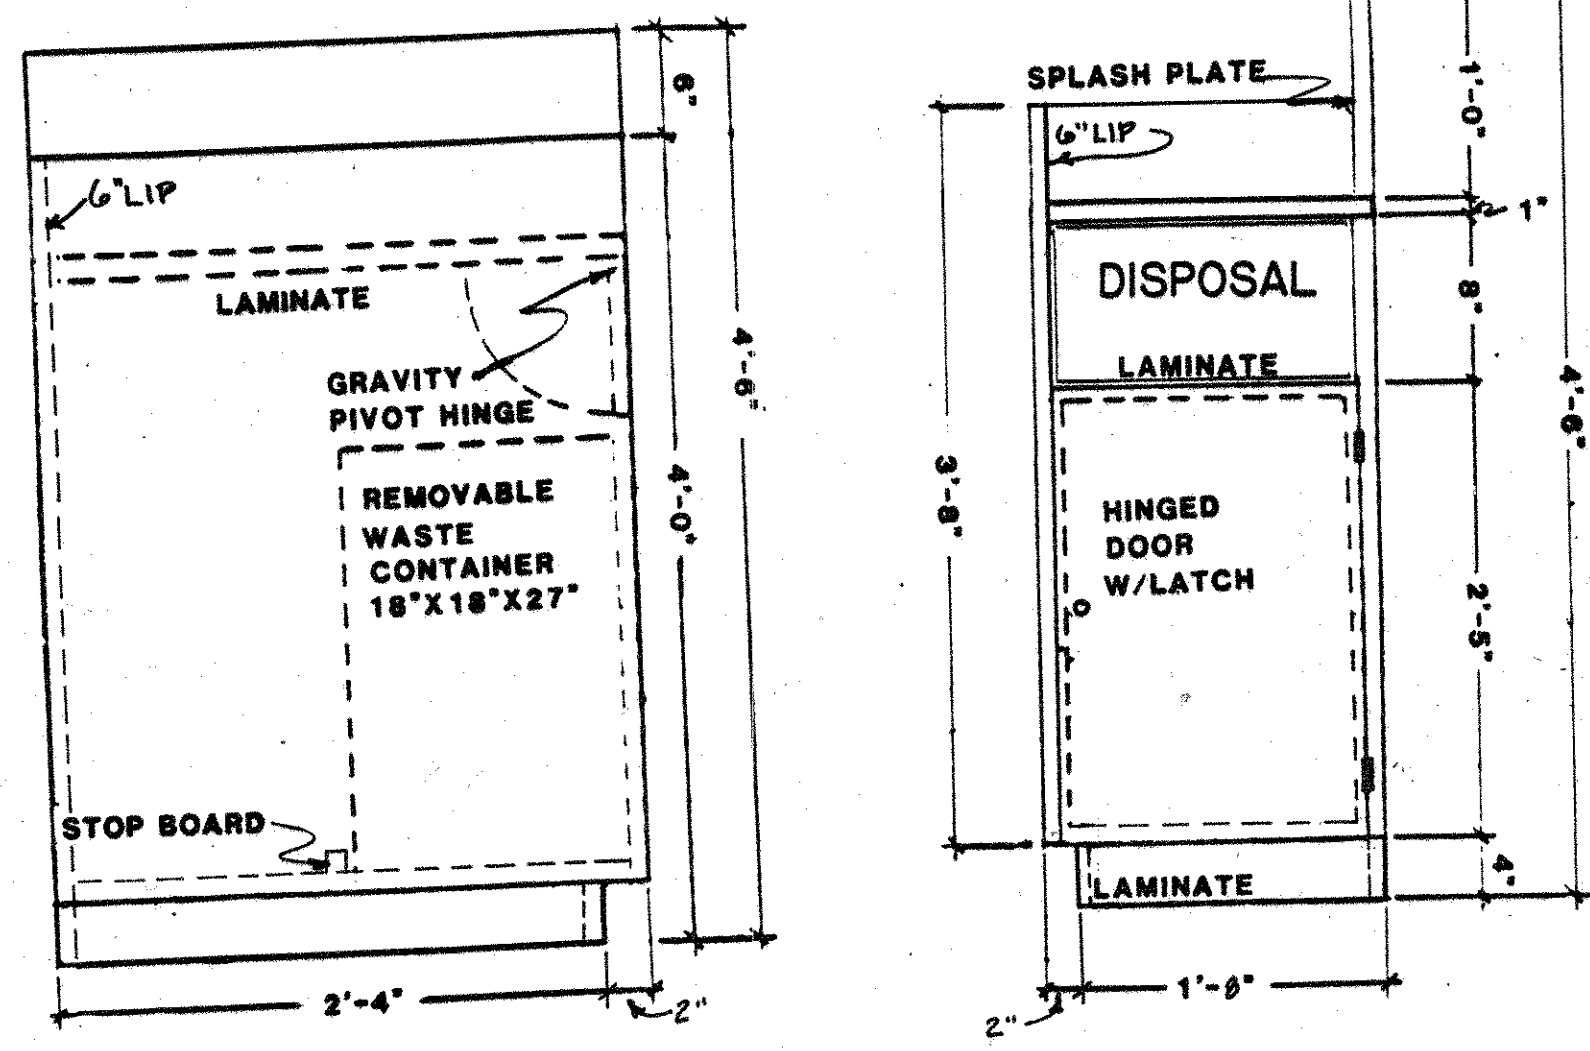 6"
6" LIP
LAMINATE
GRAVITY
PIVOT HINGE
4'-6"
REMOVABLE
WASTE
CONTAINER
18"X18"X27"
4'-0"
STOP BOARD
2'-4"
2"
SPLASH PLATE
6" LIP
1'-0"
1"
DISPOSAL
8"
LAMINATE
4'-6"
3'-8"
HINGED
DOOR
W/LATCH
2'-5"
LAMINATE
4"
2"